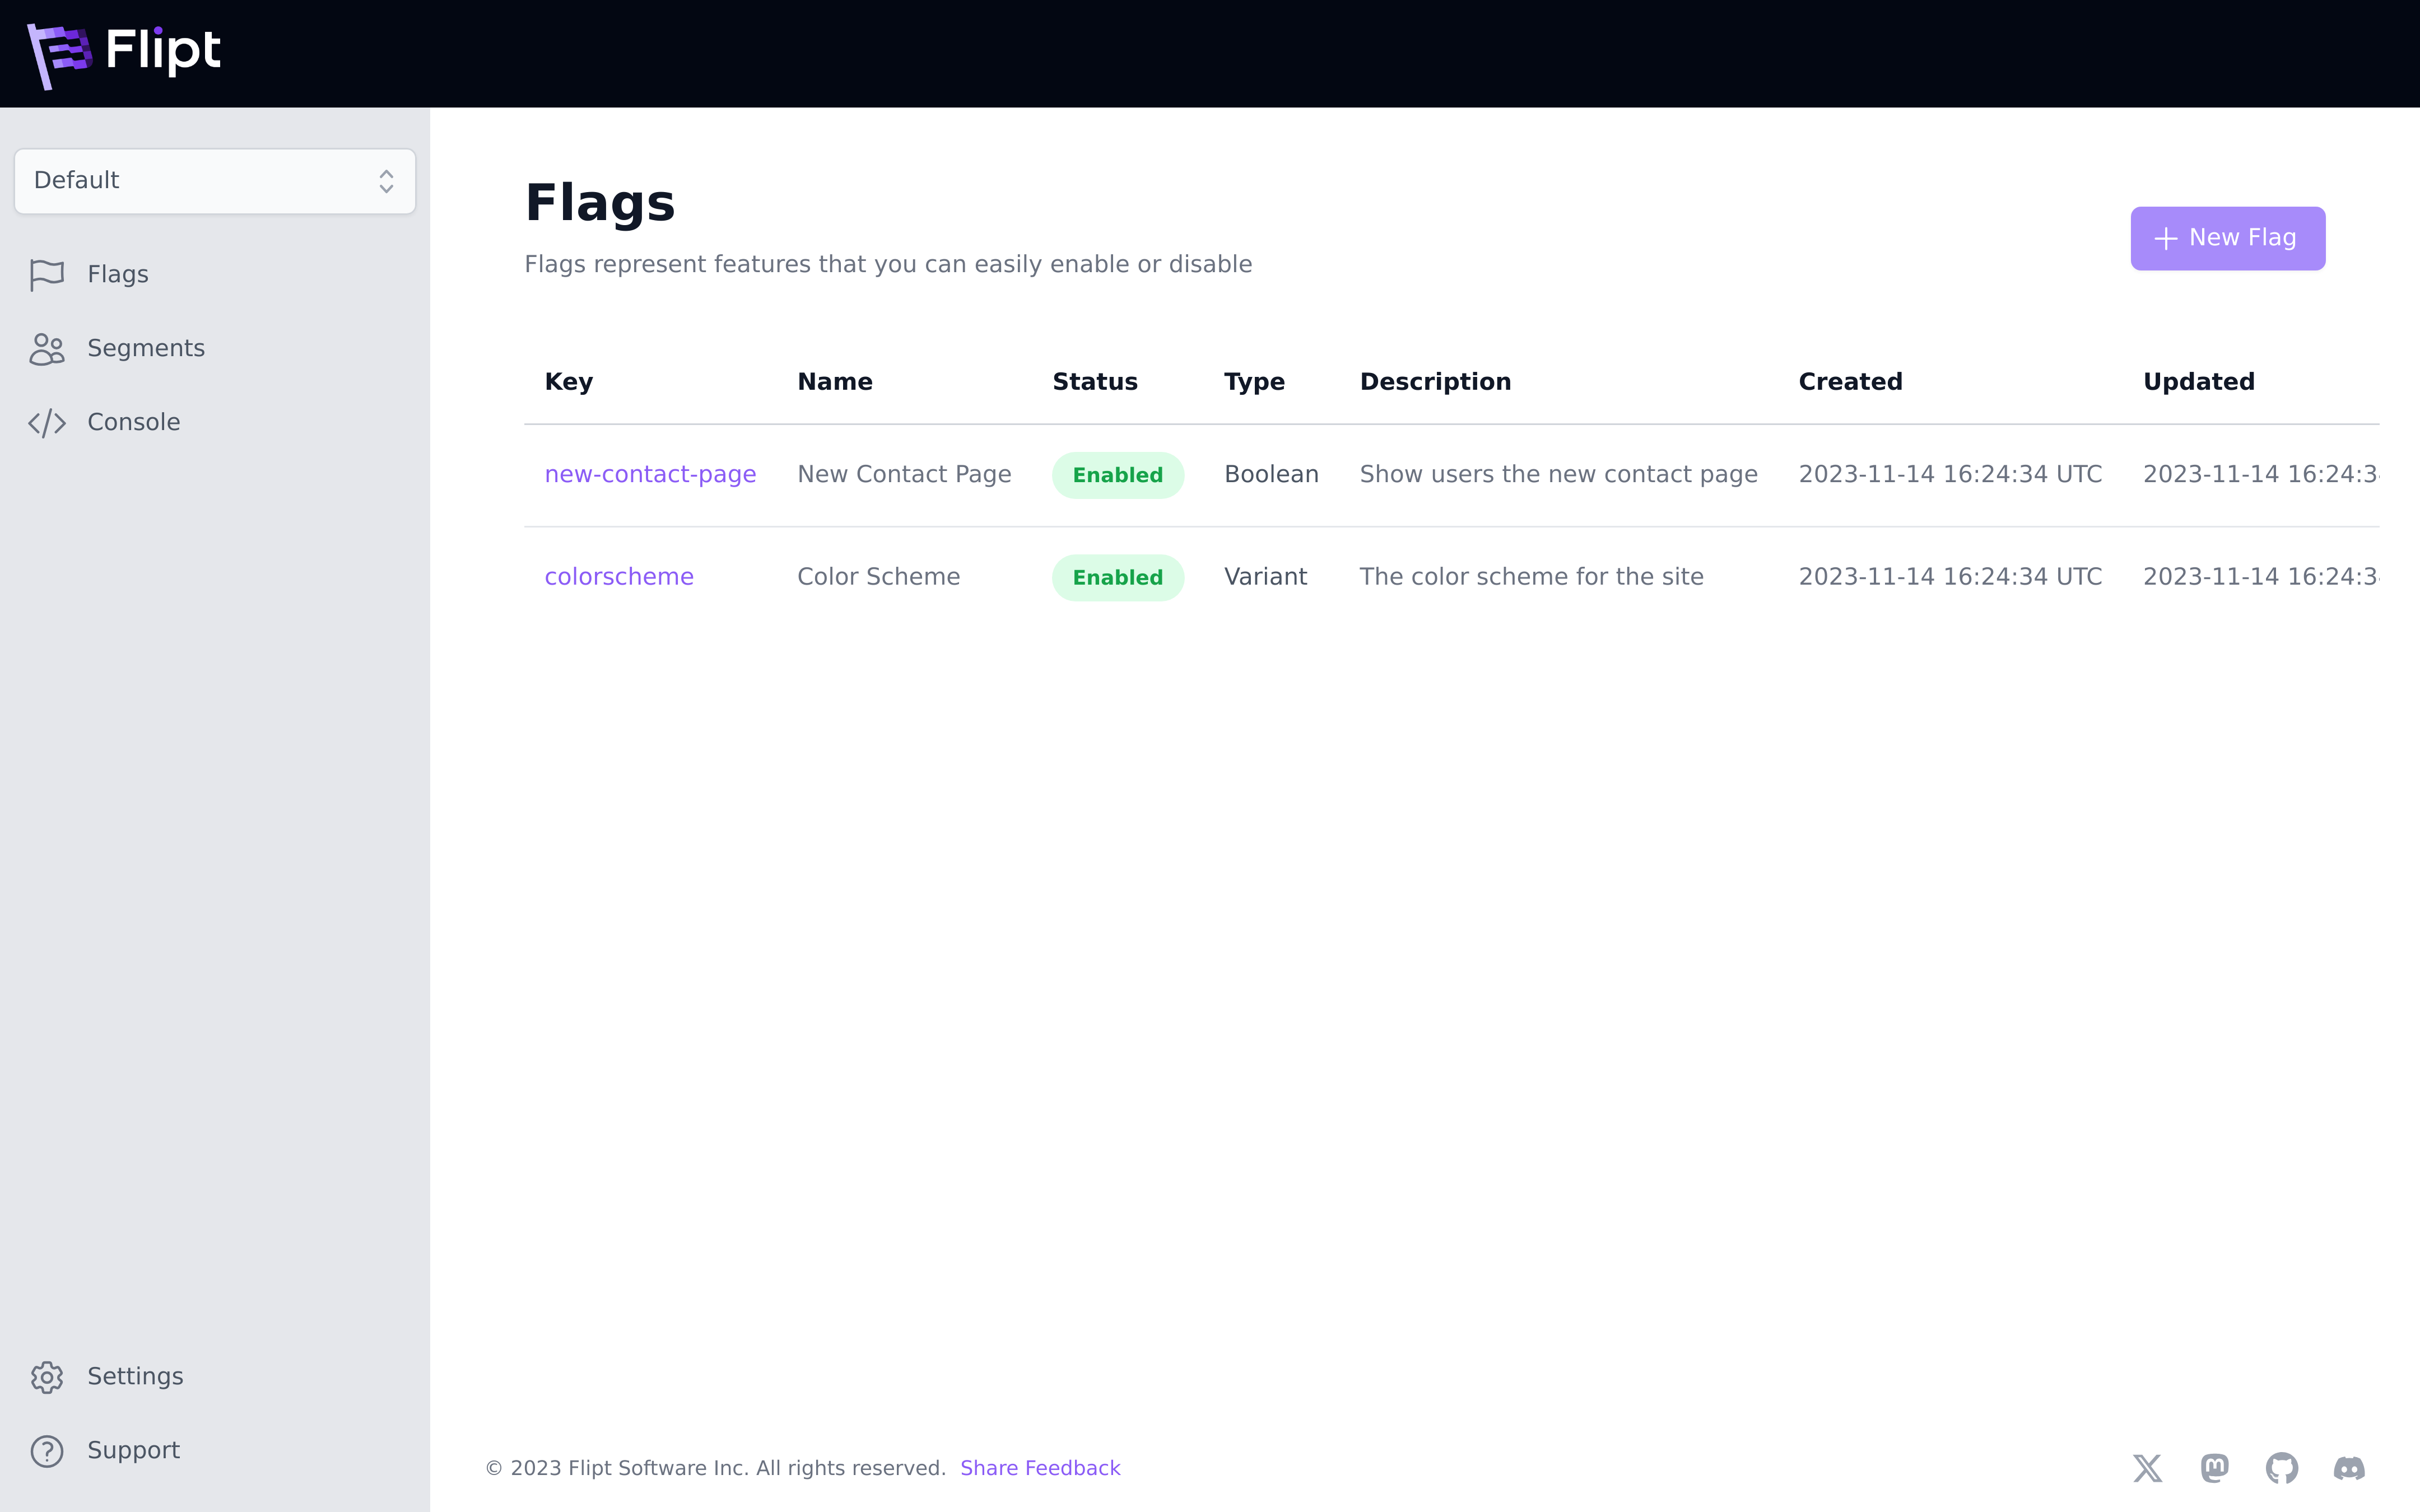 Flipt
Default
Flags
Segments
Console
Settings
Support
Flags
Flags represent features that you can easily enable or disable
New Flag
Key Name Status Type Description Created Updated
new-contact-page New Contact Page Enabled Boolean Show users the new contact page 2023-11-14 16:24:34 UTC 2023-11-14 16:24:3
colorscheme Color Scheme Enabled Variant The color scheme for the site 2023-11-14 16:24:34 UTC 2023-11-14 16:24:3
© 2023 Flipt Software Inc. All rights reserved. Share Feedback